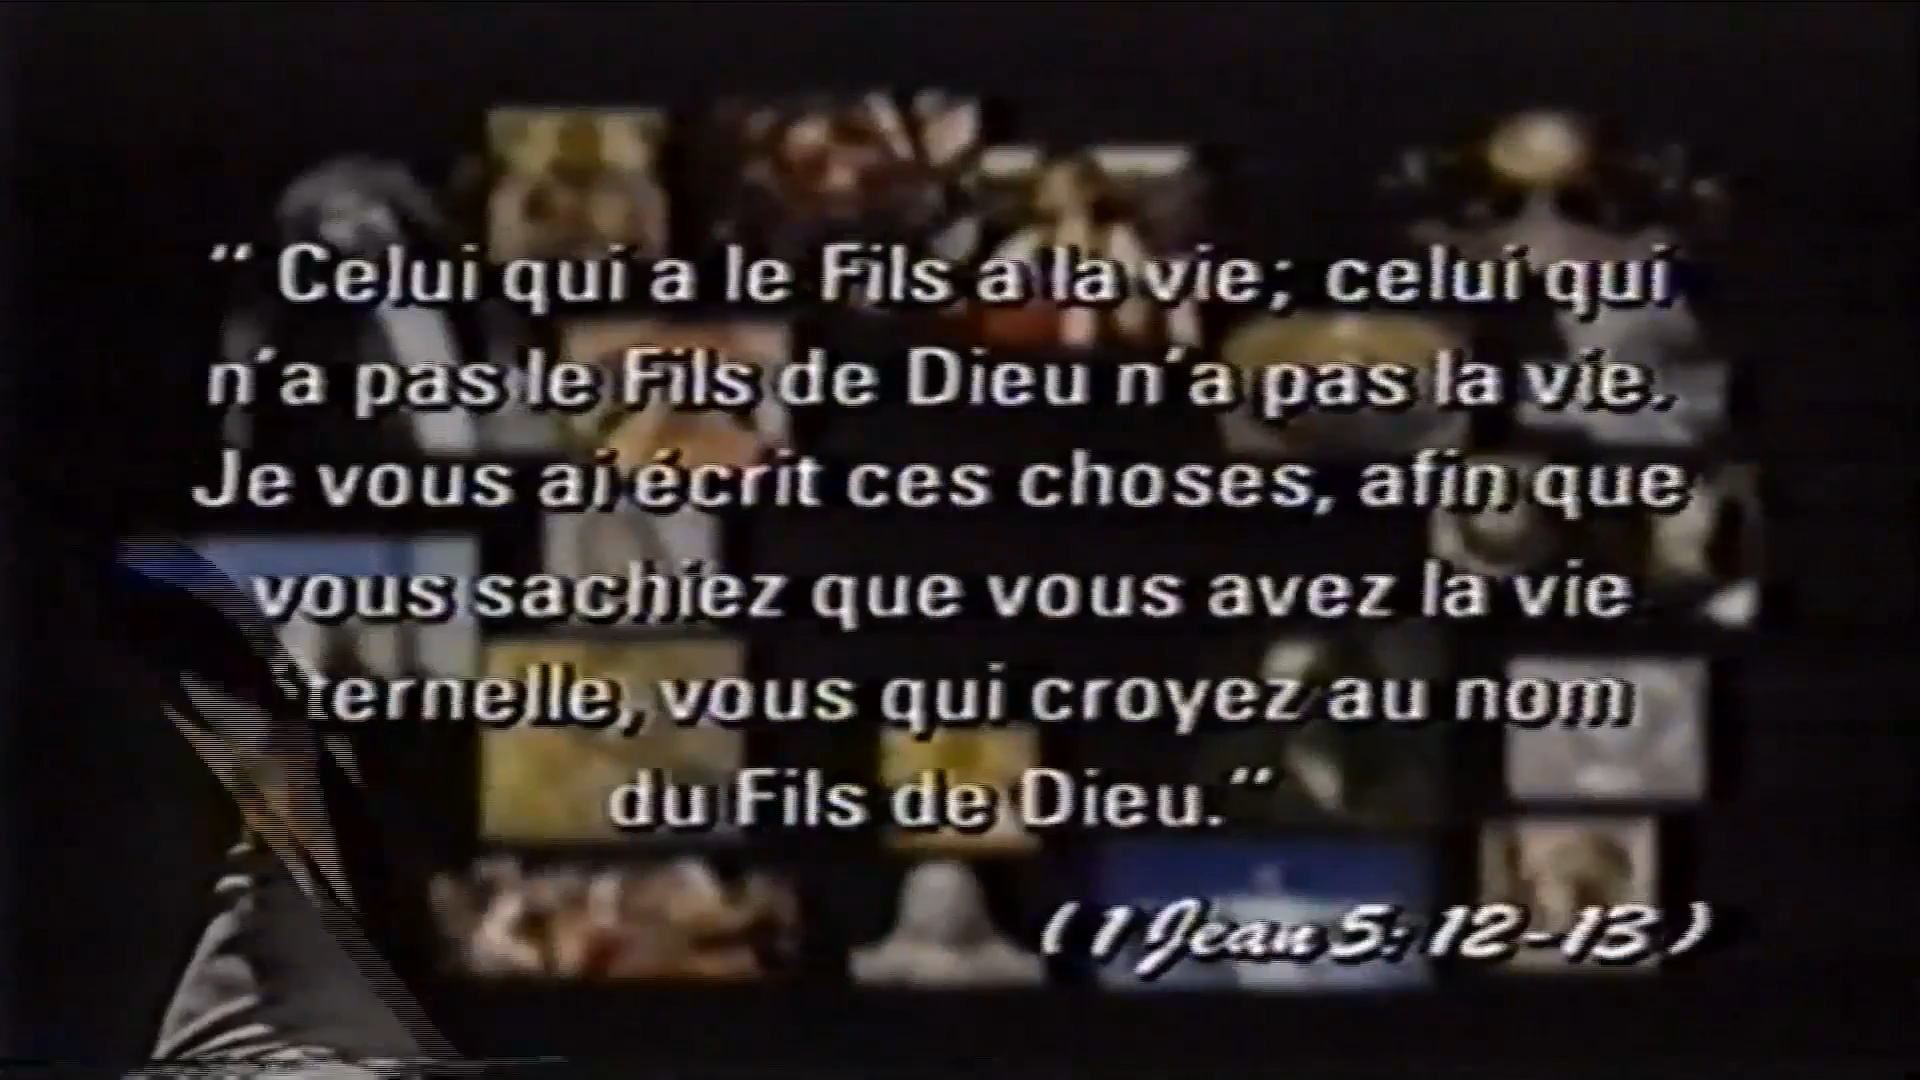 “ Celui qui a le Fils a la vie; celui qui
n'a pas le Fils de Dieu n'a pas la vie.
Je vous ai écrit ces choses, afin que
vous sachiez que vous avez la vie
ternelle, vous qui croyez au nom
du Fils de Dieu.”
( 1 Jean 5: 12-13 )